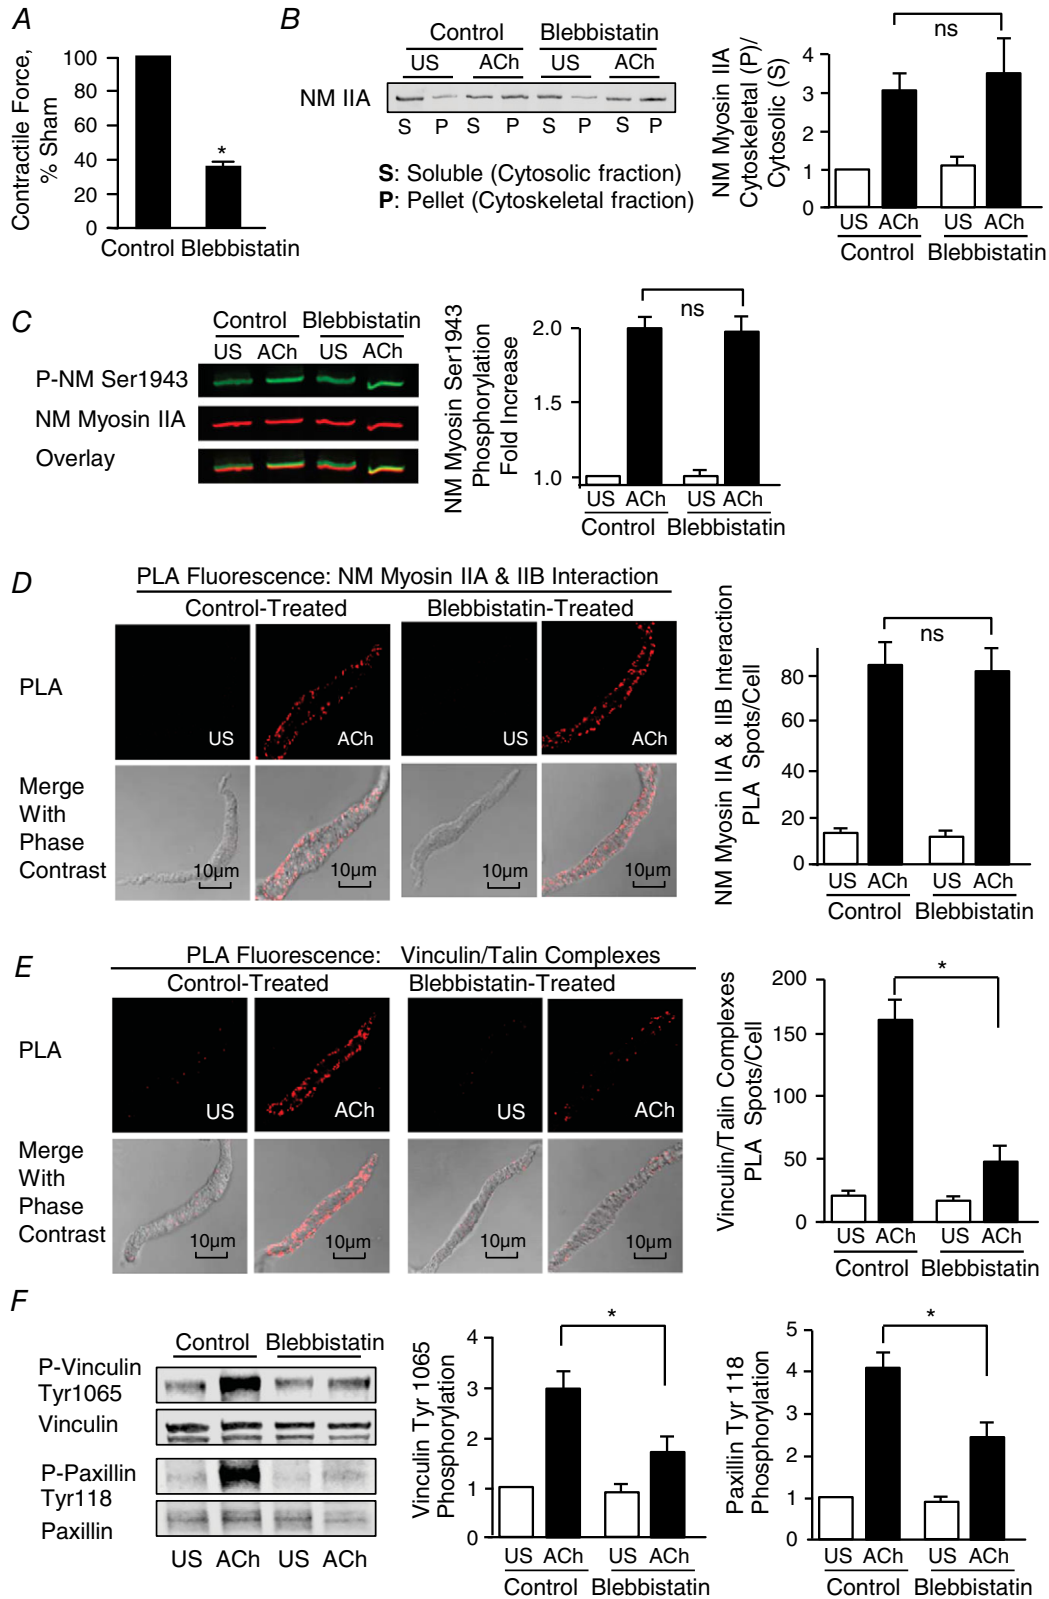 A
Contractile Force,
% Sham
100
80
60
40
20
0
*
Control Blebbistatin
B
Control Blebbistatin
US ACh US ACh
NM IIA
S P S P S P S P
S: Soluble (Cytosolic fraction)
P: Pellet (Cytoskeletal fraction)
NM Myosin IIA
Cytoskeletal (P)/
Cytosolic (S)
4
3
2
1
0
ns
US ACh US ACh
Control Blebbistatin
C
Control Blebbistatin
US ACh US ACh
P-NM Ser1943
NM Myosin IIA
Overlay
NM Myosin Ser1943
Phosphorylation
Fold Increase
2.0
1.5
1.0
ns
US ACh US ACh
Control Blebbistatin
D
PLA Fluorescence: NM Myosin IIA & IIB Interaction
Control-Treated Blebbistatin-Treated
PLA
US ACh US ACh
Merge
With
Phase
Contrast
10µm 10µm 10µm 10µm
NM Myosin IIA & IIB Interaction
PLA Spots/Cell
80
60
40
20
0
ns
US ACh US ACh
Control Blebbistatin
E
PLA Fluorescence: Vinculin/Talin Complexes
Control-Treated Blebbistatin-Treated
PLA
US ACh US ACh
Merge
With
Phase
Contrast
10µm 10µm 10µm 10µm
Vinculin/Talin Complexes
PLA Spots/Cell
200
150
100
50
0
*
US ACh US ACh
Control Blebbistatin
F
Control Blebbistatin
P-Vinculin
Tyr1065
Vinculin
P-Paxillin
Tyr118
Paxillin
US ACh US ACh
Vinculin Tyr 1065
Phosphorylation
4
3
2
1
0
*
US ACh US ACh
Control Blebbistatin
Paxillin Tyr 118
Phosphorylation
5
4
3
2
1
0
*
US ACh US ACh
Control Blebbistatin